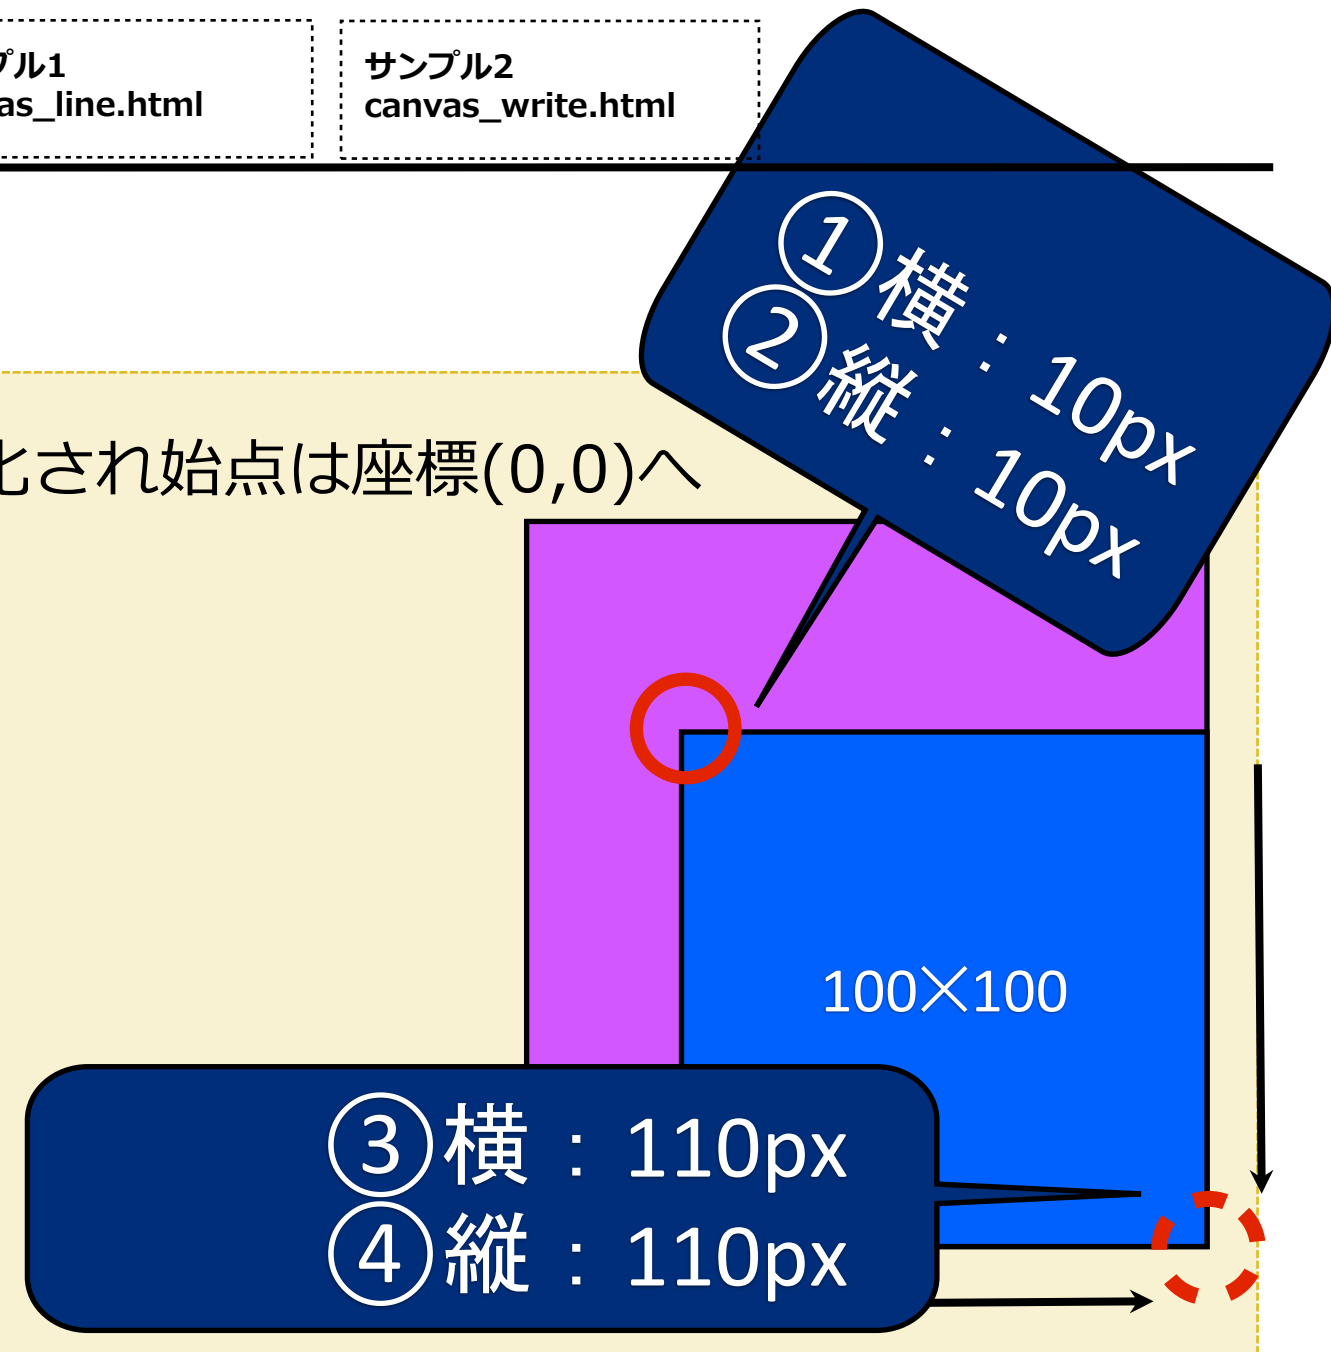 プル1
as_line.html
サンプル2
canvas_write.html
①横：10px
②縦：10px
化され始点は座標(0,0)へ
100×100
③横：110px
④縦：110px